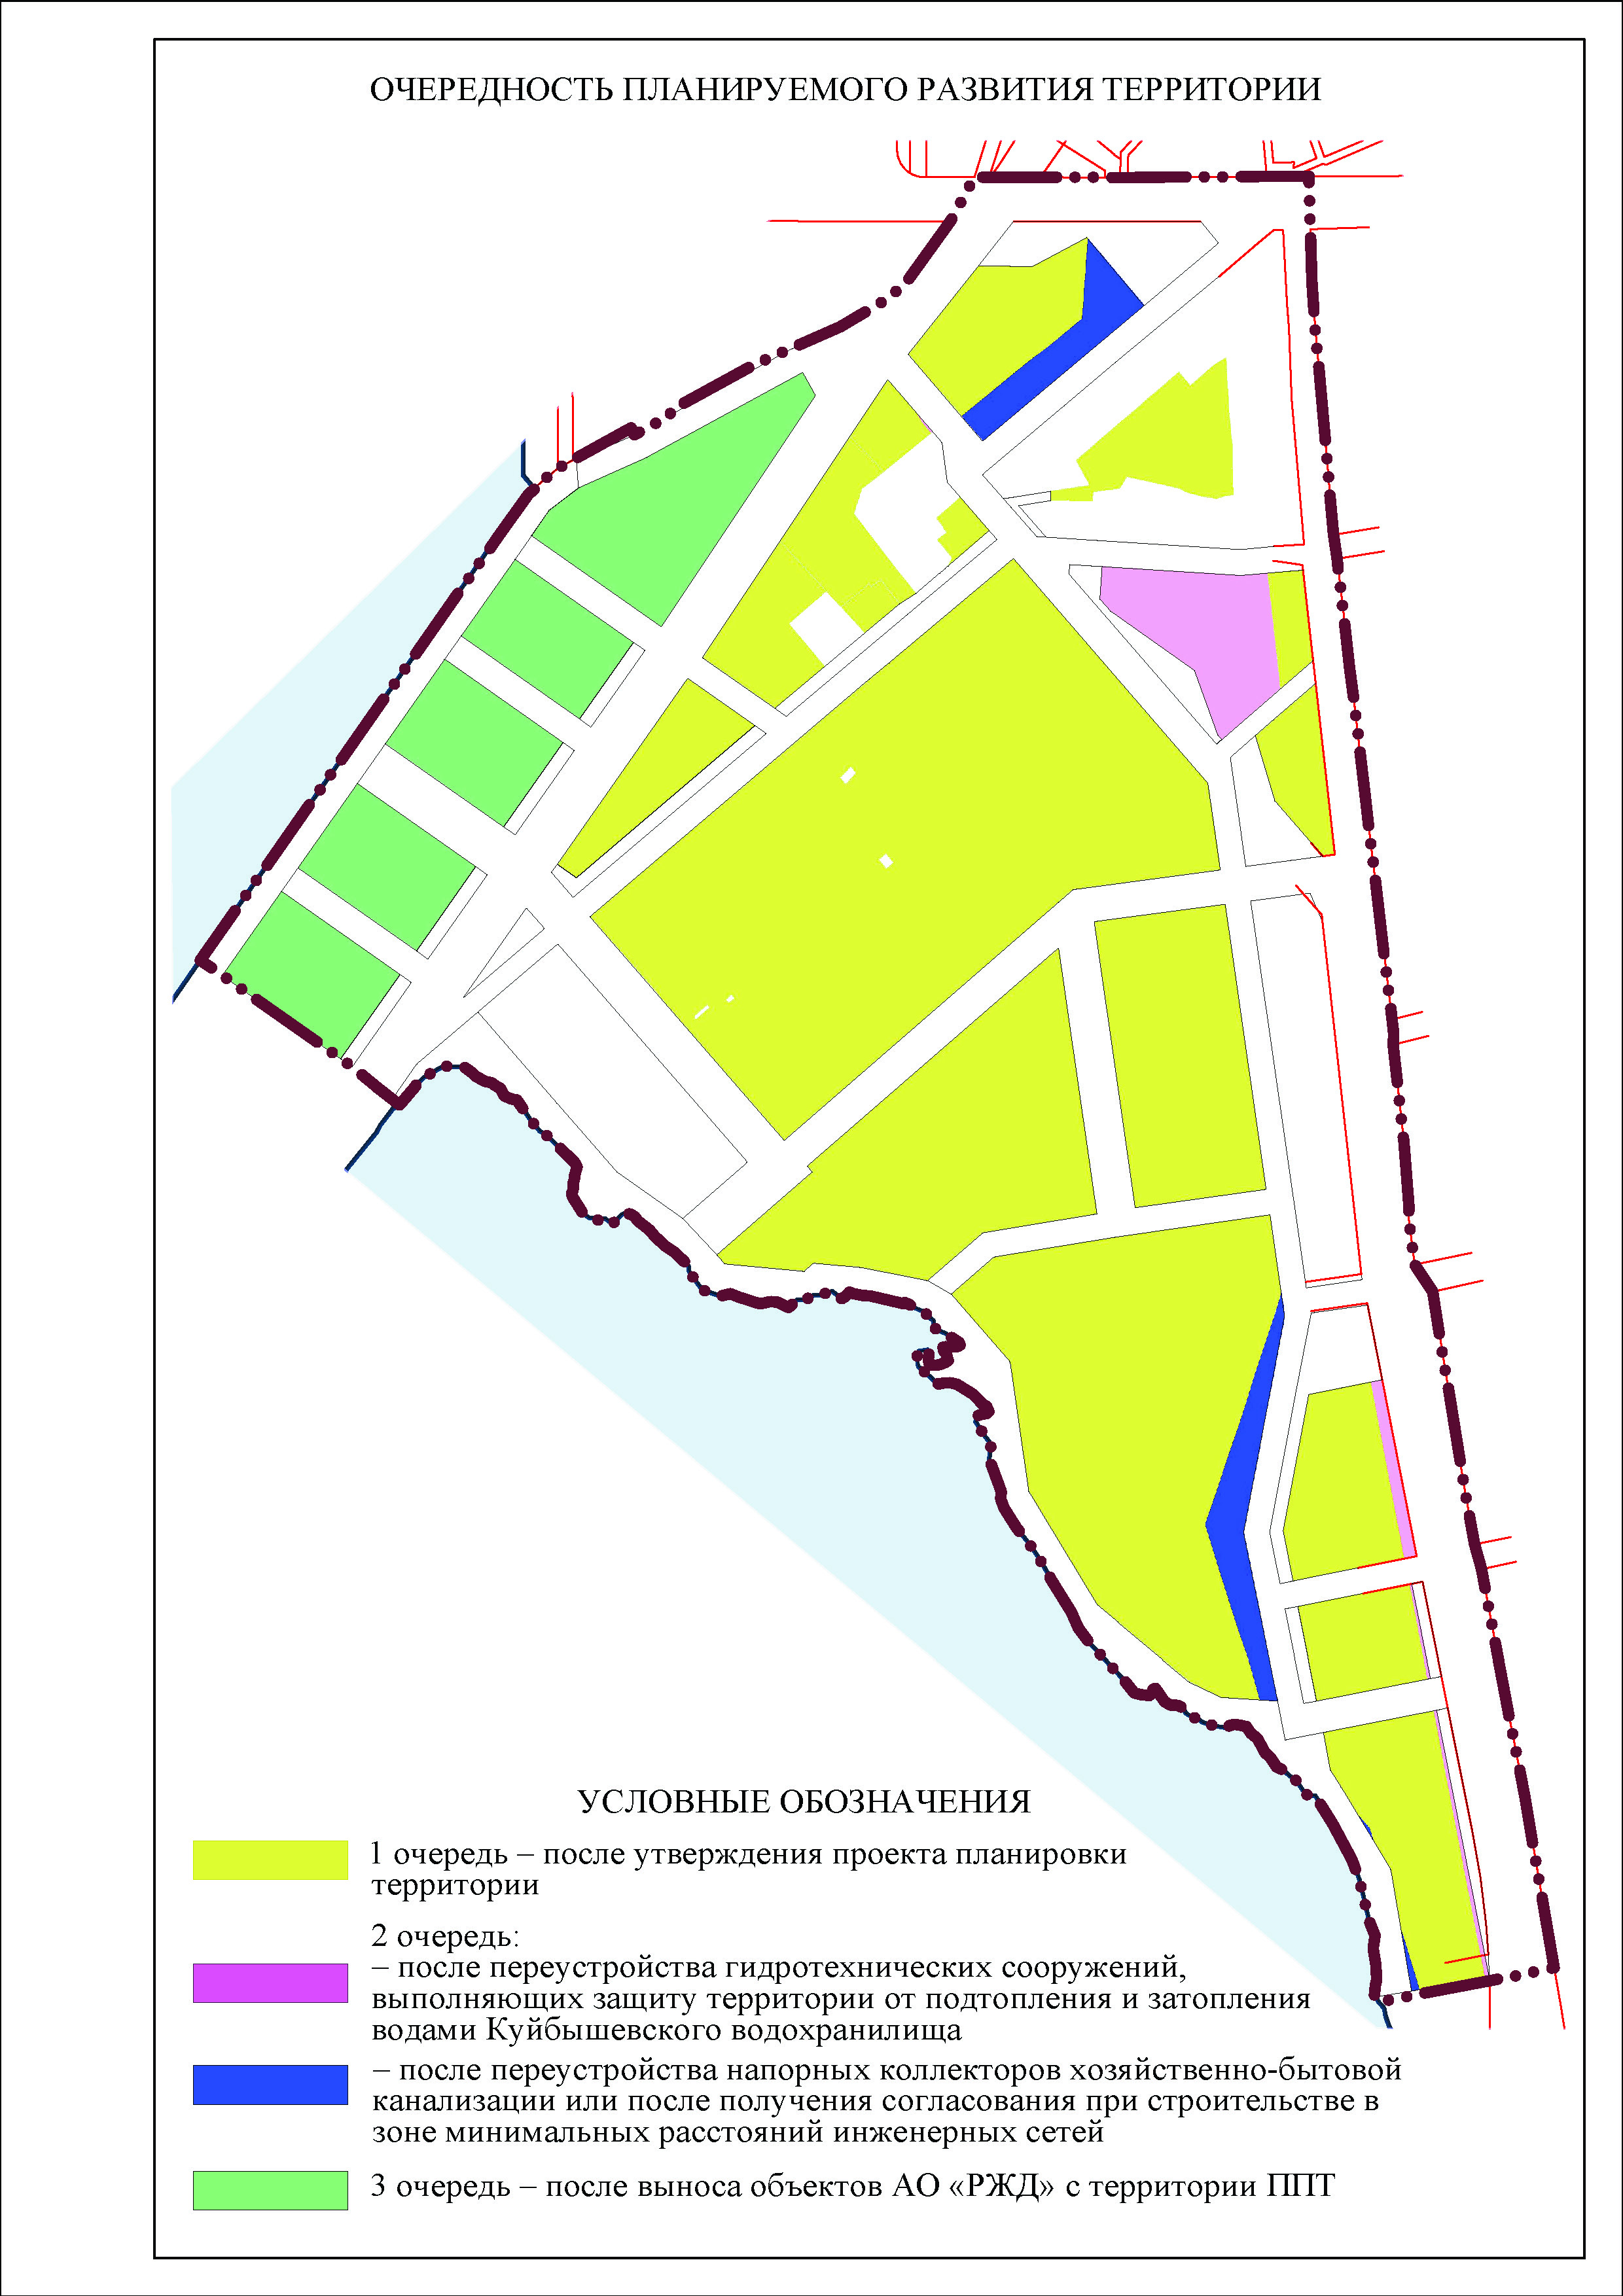 ОЧЕРЕДНОСТЬ ПЛАНИРУЕМОГО РАЗВИТИЯ ТЕРРИТОРИИ
УСЛОВНЫЕ ОБОЗНАЧЕНИЯ
1 очередь – после утверждения проекта планировки
территории
2 очередь:
– после переустройства гидротехнических сооружений,
выполняющих защиту территории от подтопления и затопления
водами Куйбышевского водохранилища
– после переустройства напорных коллекторов хозяйственно-бытовой
канализации или после получения согласования при строительстве в
зоне минимальных расстояний инженерных сетей
3 очередь – после выноса объектов АО «РЖД» с территории ППТ